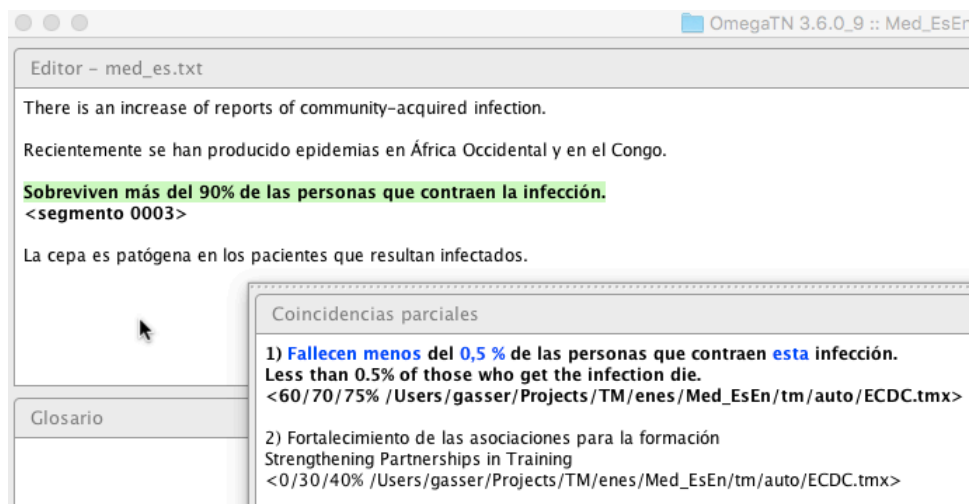 OmegaTN 3.6.0_9 :: Med_EsEn
Editor – med_es.txt
There is an increase of reports of community-acquired infection.
Recientemente se han producido epidemias en África Occidental y en el Congo.
Sobreviven más del 90% de las personas que contraen la infección.
<segmento 0003>
La cepa es patógena en los pacientes que resultan infectados.
Coincidencias parciales
1) Fallecen menos del 0,5 % de las personas que contraen esta infección.
Less than 0.5% of those who get the infection die.
<60/70/75% /Users/gasser/Projects/TM/enes/Med_EsEn/tm/auto/ECDC.tmx>
2) Fortalecimiento de las asociaciones para la formación
Strengthening Partnerships in Training
<0/30/40% /Users/gasser/Projects/TM/enes/Med_EsEn/tm/auto/ECDC.tmx>
Glosario